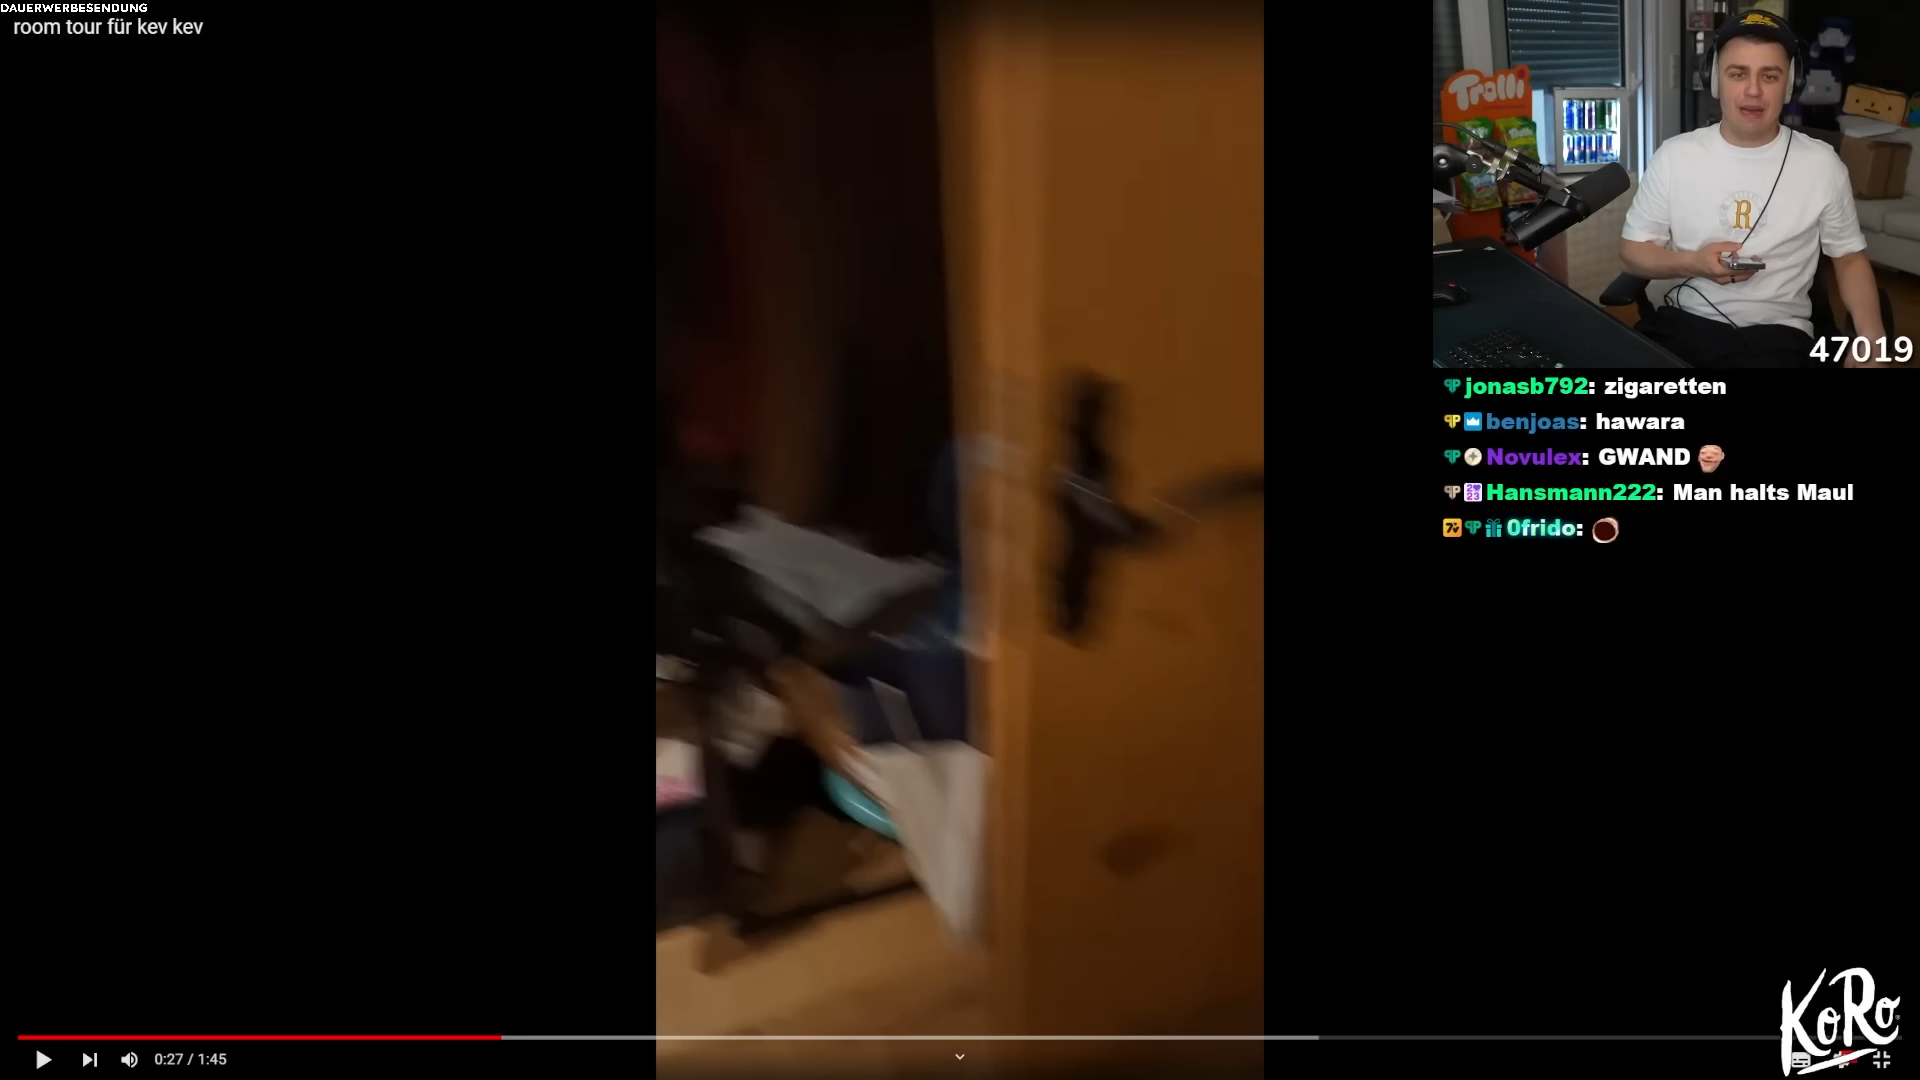 DAUERWERBESENDUNG
room tour für kev kev
Trolli
R
47019
jonasb792: zigaretten
benjoas: hawara
Novulex: GWAND
Hansmann222: Man halts Maul
0frido:
KoRo
0:27 / 1:45